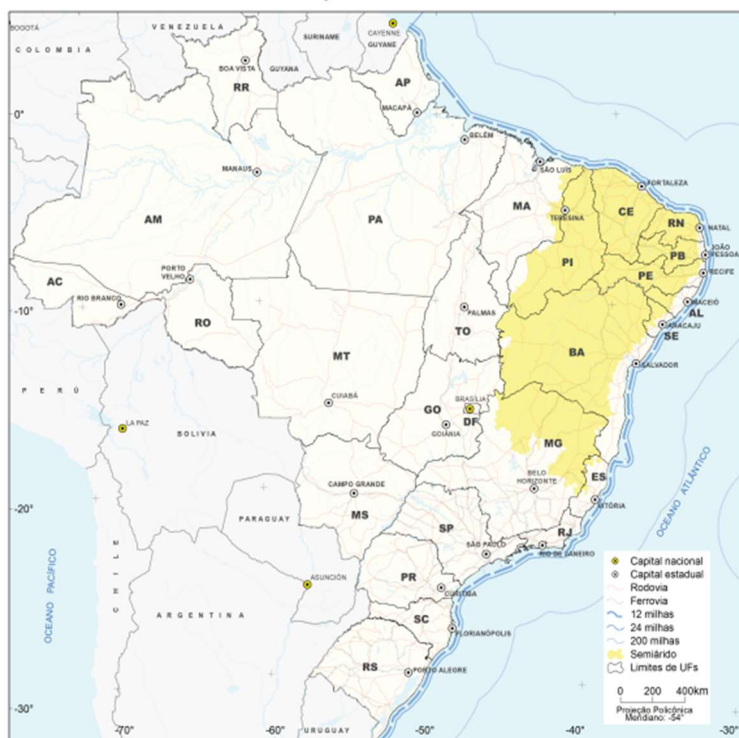 BOGOTÁ
COLOMBIA
VENEZUELA
SURINAME
CAYENNE
GUYANE
GUYANA
BOA VISTA
RR
AP
MACAPÁ
0°
BELÉM
SÃO LUÍS
MANAUS
FORTALEZA
AM
PA
MA
TERESINA
CE
RN
NATAL
PI
PB
JOÃO
PESSOA
PE
RECIFE
AC
PORTO
VELHO
RIO BRANCO
RO
-10°
PALMAS
TO
MACEIÓ
AL
ARACAJU
SE
MT
BA
SALVADOR
PERÚ
CUIABÁ
GO
BRASÍLIA
DF
GOIÂNIA
LA PAZ
BOLIVIA
MG
BELO
HORIZONTE
ES
VITÓRIA
CAMPO GRANDE
MS
-20°
PARAGUAY
SP
SÃO PAULO
RJ
RIO DE JANEIRO
OCEANO ATLÂNTICO
CHILE
ASUNCIÓN
PR
CURITIBA
OCEANO PACÍFICO
ARGENTINA
SC
FLORIANÓPOLIS
RS
PORTO ALEGRE
URUGUAY
-30°
-70°
-60°
-50°
-40°
-30°
Capital nacional
Capital estadual
Rodovia
Ferrovia
12 milhas
24 milhas
200 milhas
Semiárido
Limites de UFs
0 200 400km
Projeção Policônica
Meridiano: -54°